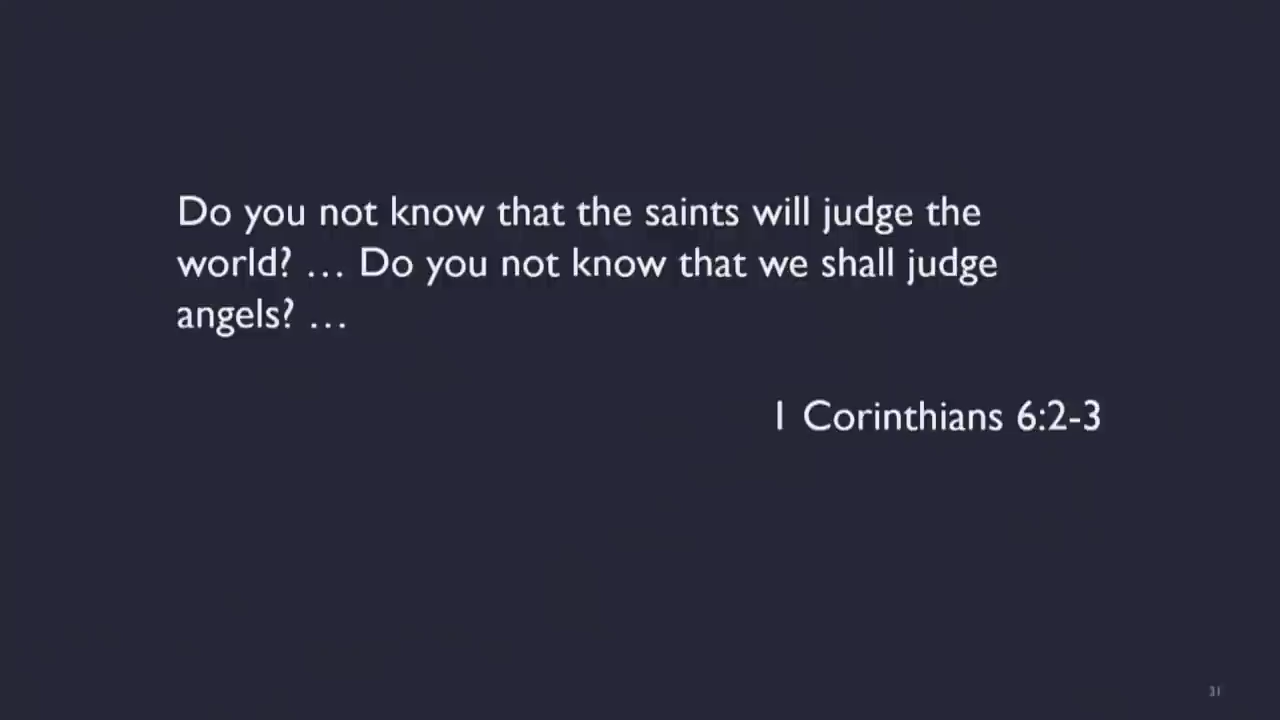 Do you not know that the saints will judge the
world? … Do you not know that we shall judge
angels? …
1 Corinthians 6:2-3
31